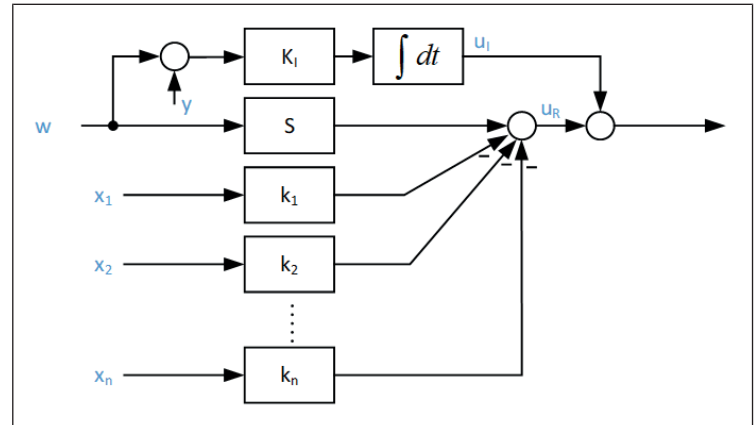 K_I
∫ dt
u_I
y
w
S
u_R
x_1
k_1
–
–
–
x_2
k_2
x_n
k_n